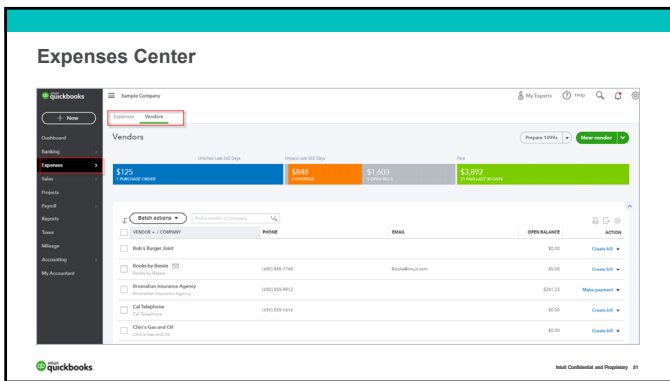 Expenses Center
intuit quickbooks
Sample Company
My Experts
Help
+ New
Expenses Vendors
Dashboard
Banking
Expenses
Sales
Projects
Payroll
Reports
Taxes
Mileage
Accounting
My Accountant
Vendors
Prepare 1099s
New vendor
Unbilled Last 365 Days
Unpaid Last 365 Days
Paid
$125
1 PURCHASE ORDER
$848
$1,603
5 OPEN BILLS
$3,892
21 PAID LAST 30 DAYS
Batch actions
Find a vendor or company
VENDOR / COMPANY PHONE EMAIL OPEN BALANCE ACTION
Bob's Burger Joint $0.00 Create bill
Books by Bessie (650) 555-7745 Books@Intuit.com $0.00 Create bill
Books by Bessie
Brosnahan Insurance Agency (650) 555-9912 $241.23 Make payment
Brosnahan Insurance Agency
Cal Telephone (650) 555-1616 $0.00 Create bill
Cal Telephone
Chin's Gas and Oil $0.00 Create bill
Chin's Gas and Oil
intuit quickbooks.
Intuit Confidential and Proprietary 51